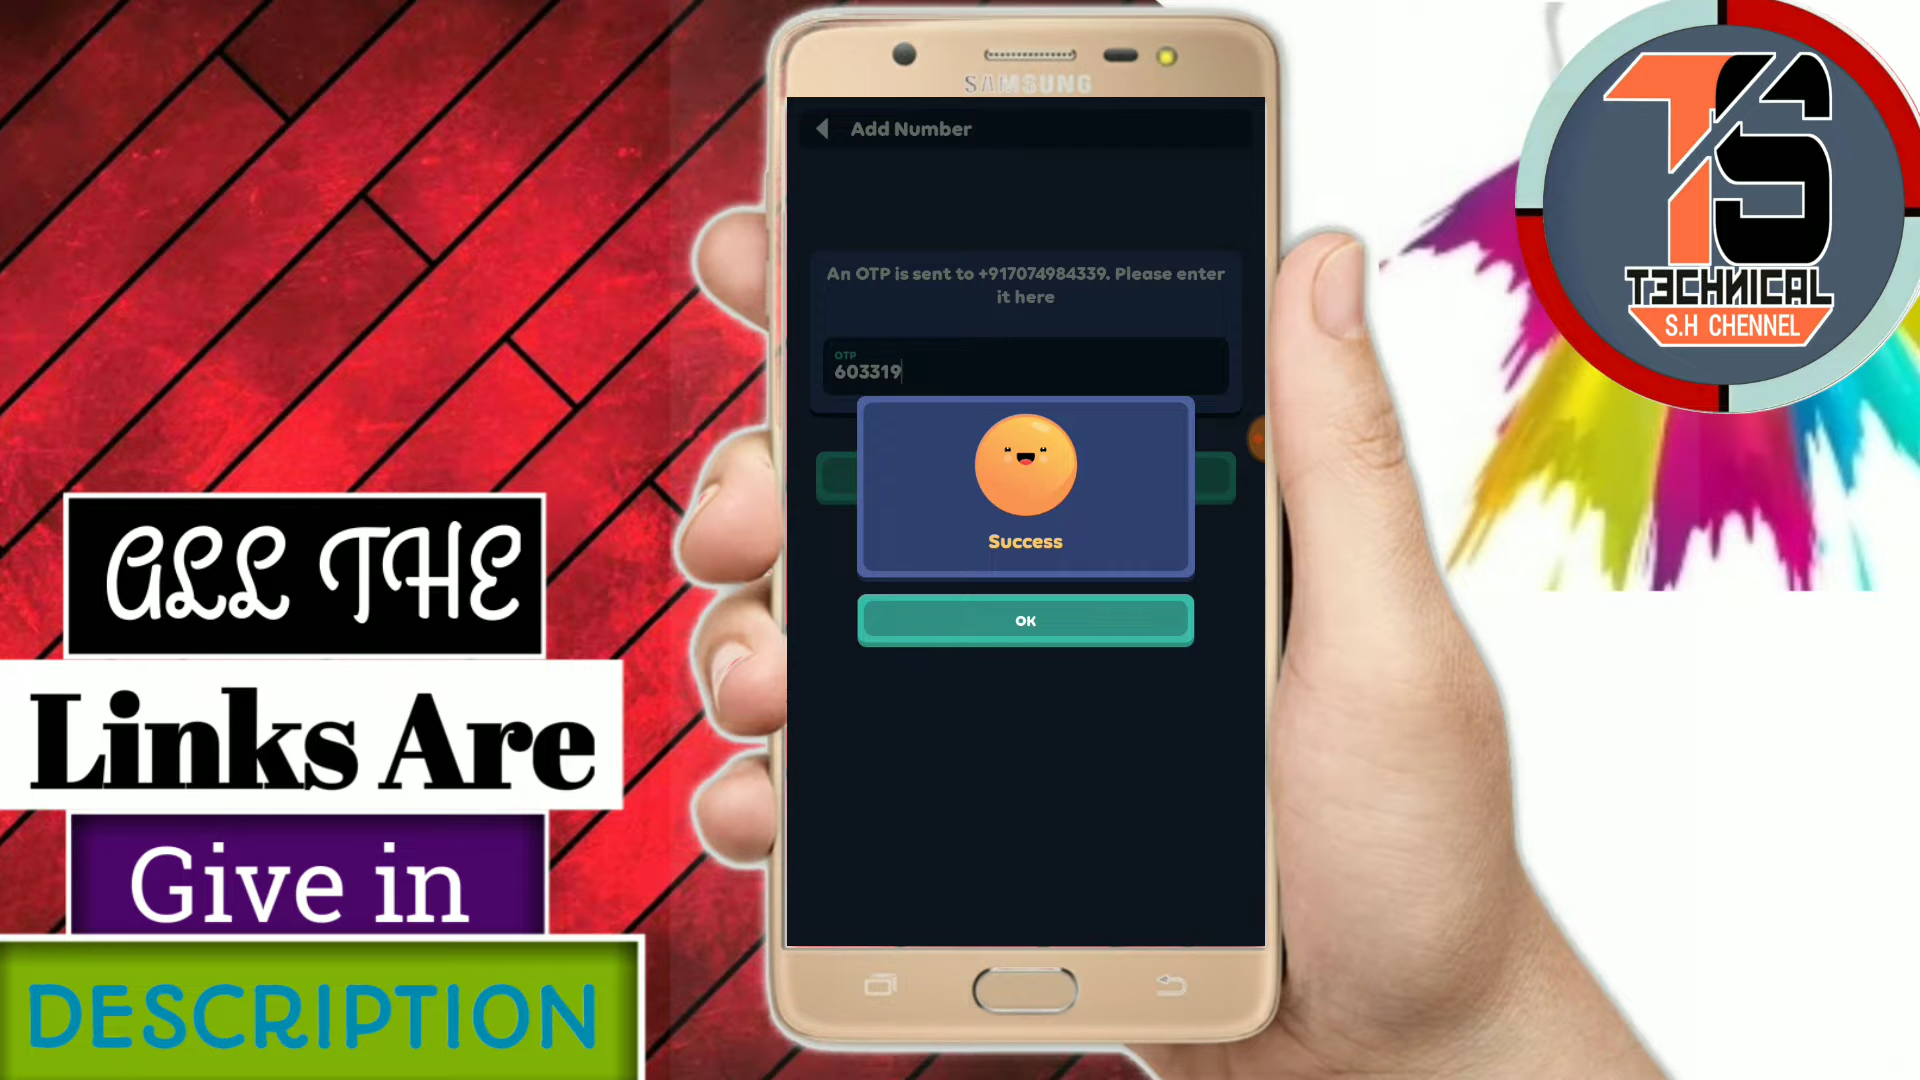 SAMSUNG
Add Number
An OTP is sent to +917074984339. Please enter
it here
OTP
603319
Success
OK
ALL THE
Links Are
Give in
DESCRIPTION
TS
TECHNICAL
S.H CHENNEL